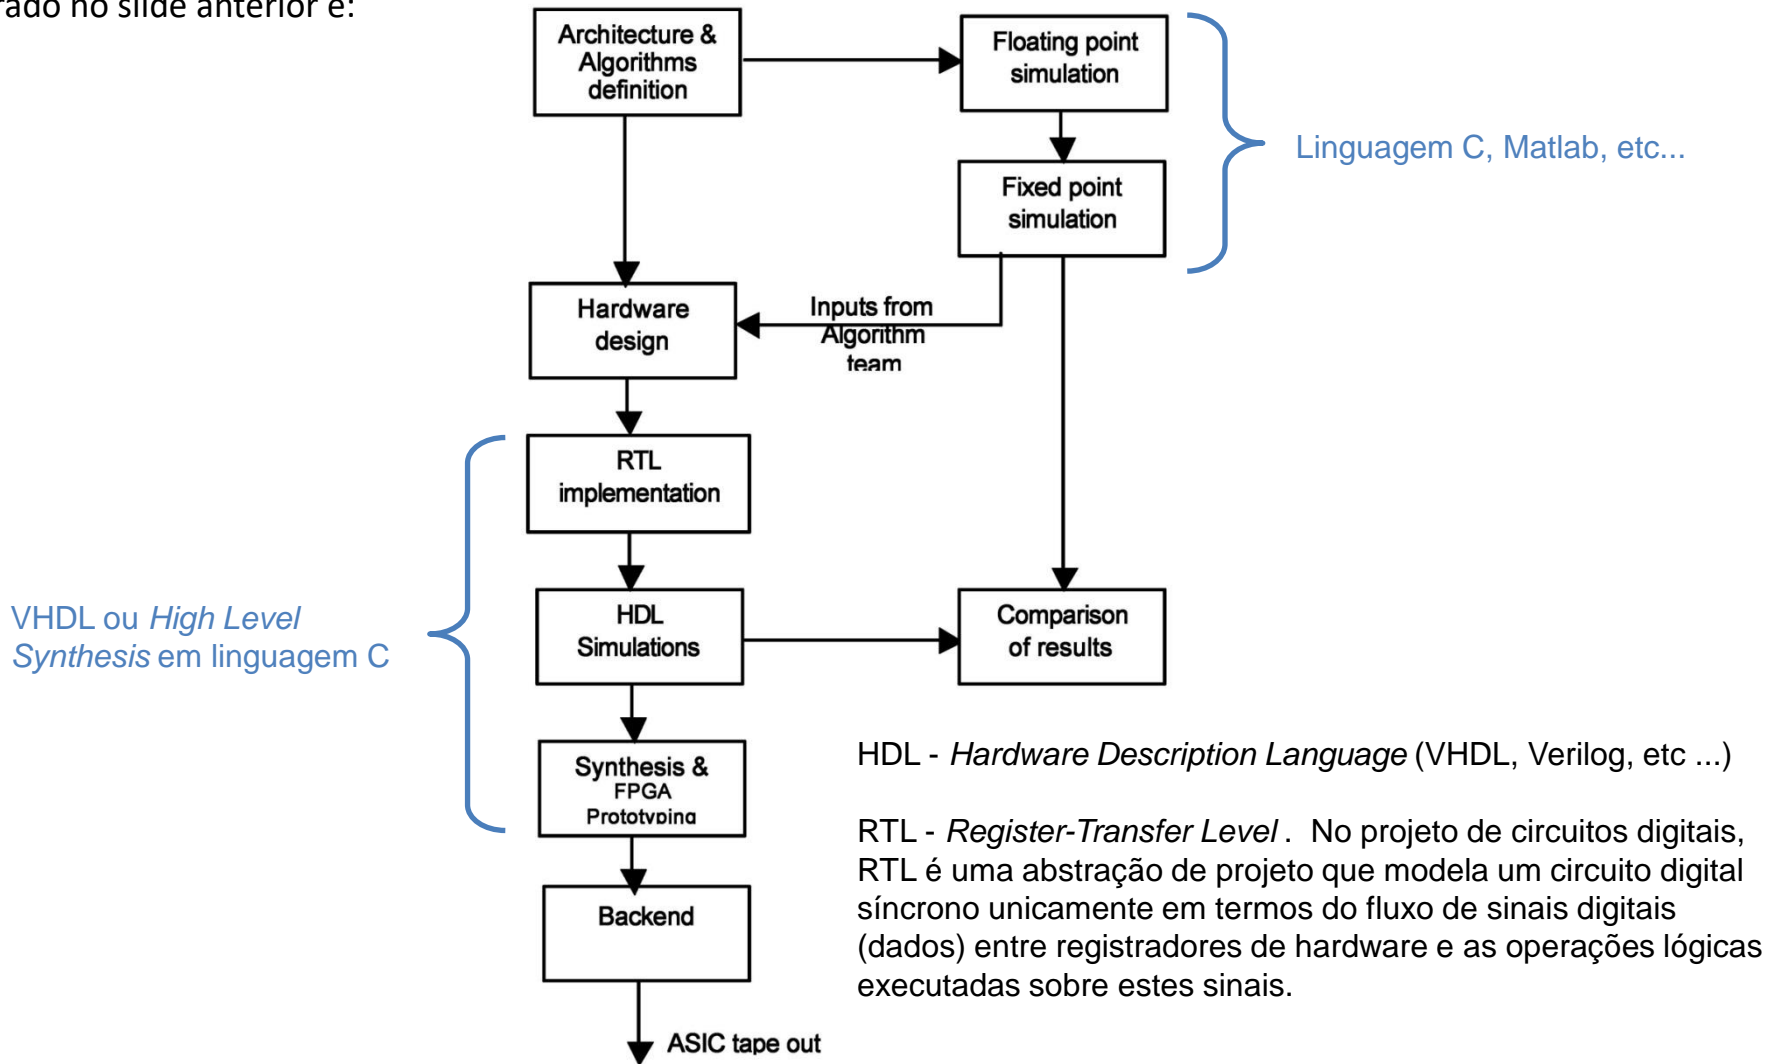 no slide anterior é:
Architecture &
Algorithms
definition
Floating point
simulation
Linguagem C, Matlab, etc...
Fixed point
simulation
Hardware
design
Inputs from
Algorithm
team
RTL
implementation
VHDL ou High Level
Synthesis em linguagem C
HDL
Simulations
Comparison
of results
Synthesis &
FPGA
Prototyping
HDL - Hardware Description Language (VHDL, Verilog, etc ...)
RTL - Register-Transfer Level . No projeto de circuitos digitais,
RTL é uma abstração de projeto que modela um circuito digital
síncrono unicamente em termos do fluxo de sinais digitais
(dados) entre registradores de hardware e as operações lógicas
executadas sobre estes sinais.
Backend
ASIC tape out